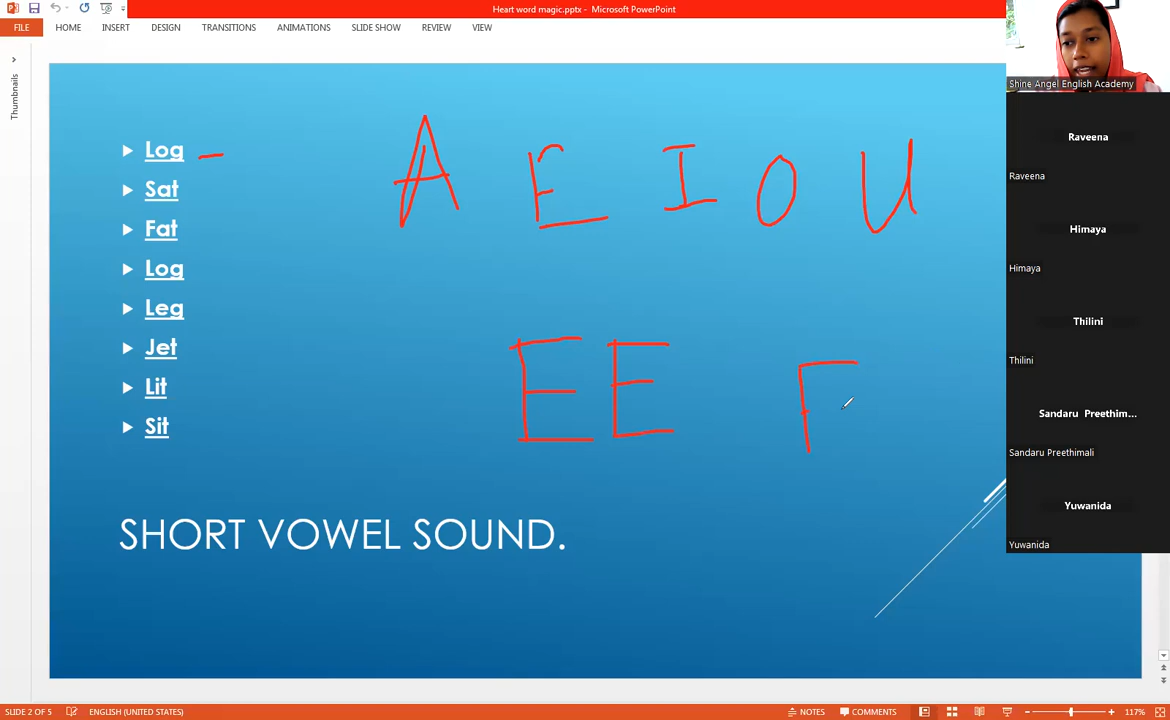 Heart word magic.pptx - Microsoft PowerPoint
FILE HOME INSERT DESIGN TRANSITIONS ANIMATIONS SLIDE SHOW REVIEW VIEW
Thumbnails
Log -
Sat
Fat
Log
Leg
Jet
Lit
Sit
A E I O U
E E
SHORT VOWEL SOUND.
Shine Angel English Academy
Raveena
Raveena
Himaya
Himaya
Thilini
Thilini
Sandaru Preethim...
Sandaru Preethimali
Yuwanida
Yuwanida
SLIDE 2 OF 5 ENGLISH (UNITED STATES) NOTES COMMENTS 117%